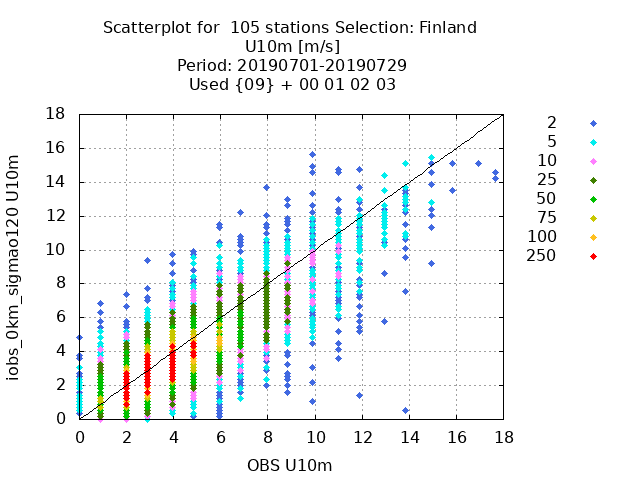 Scatterplot for  105 stations Selection: Finland
U10m [m/s]
Period: 20190701-20190729
Used {09} + 00 01 02 03
iobs_0km_sigmao120 U10m
18
16
14
12
10
8
6
4
2
0
0 2 4 6 8 10 12 14 16 18
OBS U10m
2
5
10
25
50
75
100
250